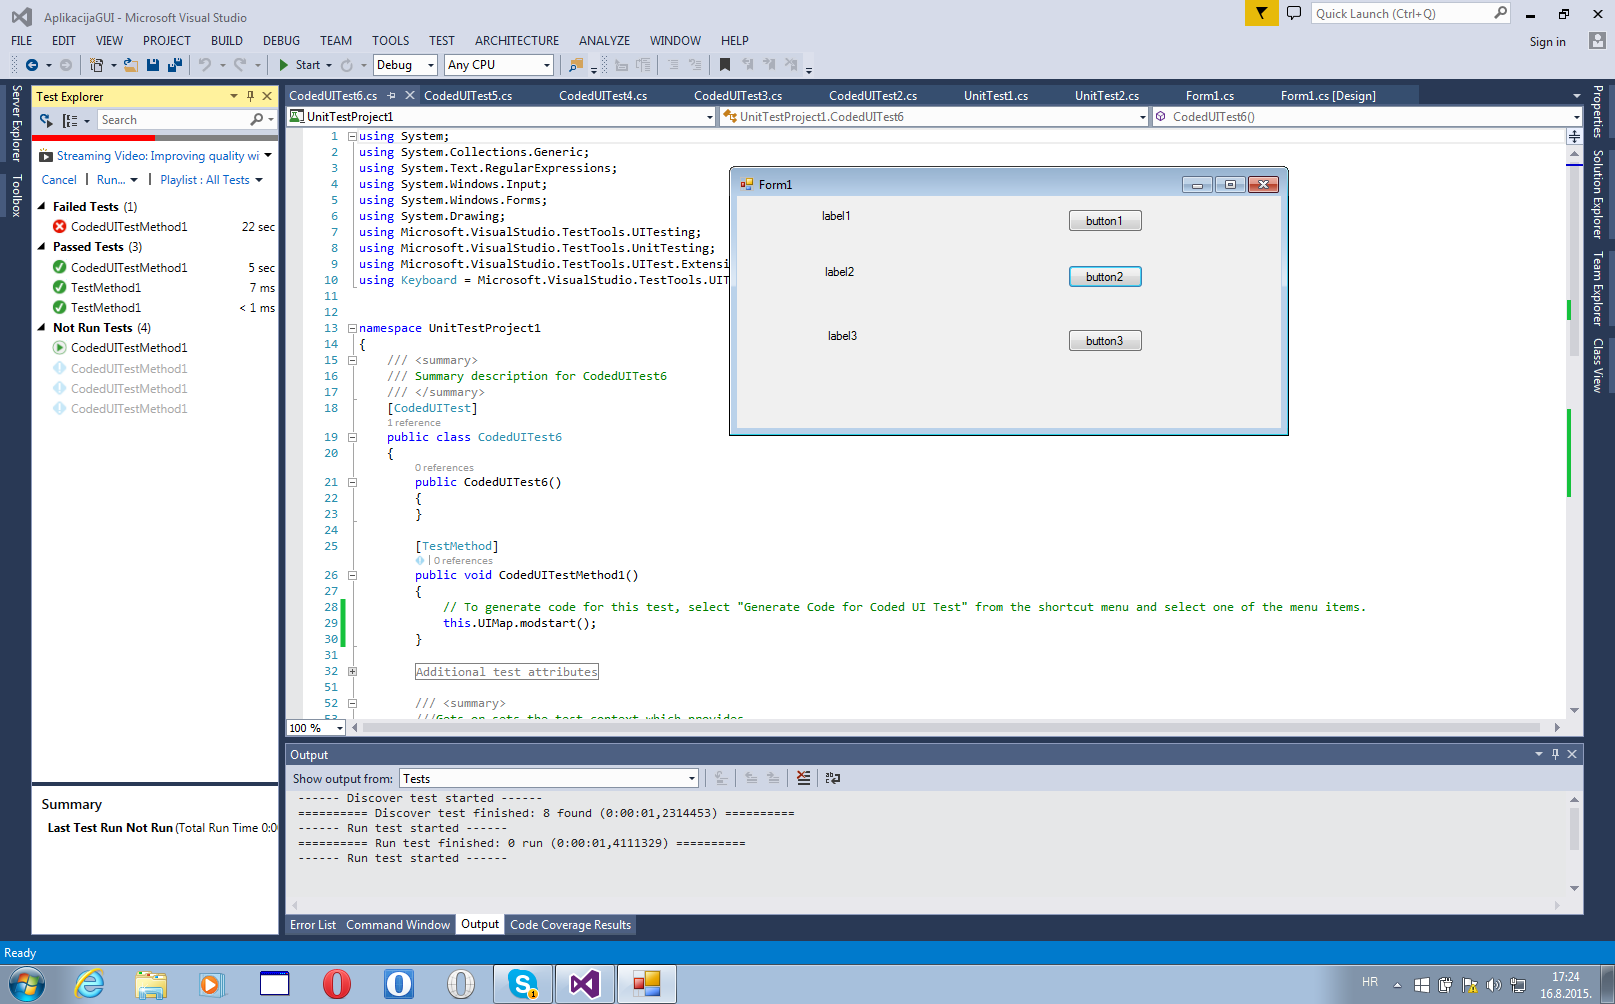 AplikacijaGUI - Microsoft Visual Studio
Quick Launch (Ctrl+Q)
FILE EDIT VIEW PROJECT BUILD DEBUG TEAM TOOLS TEST ARCHITECTURE ANALYZE WINDOW HELP
Sign in
Start Debug Any CPU
Server Explorer
Toolbox
Test Explorer
Search
Streaming Video: Improving quality wi
Cancel | Run... | Playlist : All Tests
Failed Tests (1)
CodedUITestMethod1 22 sec
Passed Tests (3)
CodedUITestMethod1 5 sec
TestMethod1 7 ms
TestMethod1 < 1 ms
Not Run Tests (4)
CodedUITestMethod1
CodedUITestMethod1
CodedUITestMethod1
CodedUITestMethod1
Summary
Last Test Run Not Run (Total Run Time 0:0
CodedUITest6.cs CodedUITest5.cs CodedUITest4.cs CodedUITest3.cs CodedUITest2.cs UnitTest1.cs UnitTest2.cs Form1.cs Form1.cs [Design]
UnitTestProject1 UnitTestProject1.CodedUITest6 CodedUITest6()
1 using System;
2 using System.Collections.Generic;
3 using System.Text.RegularExpressions;
4 using System.Windows.Input;
5 using System.Windows.Forms;
6 using System.Drawing;
7 using Microsoft.VisualStudio.TestTools.UITesting;
8 using Microsoft.VisualStudio.TestTools.UnitTesting;
9 using Microsoft.VisualStudio.TestTools.UITest.Extensi
10 using Keyboard = Microsoft.VisualStudio.TestTools.UIT
11
12
13 namespace UnitTestProject1
14 {
15 /// <summary>
16 /// Summary description for CodedUITest6
17 /// </summary>
18 [CodedUITest]
1 reference
19 public class CodedUITest6
20 {
0 references
21 public CodedUITest6()
22 {
23 }
24
25 [TestMethod]
| 0 references
26 public void CodedUITestMethod1()
27 {
28 // To generate code for this test, select "Generate Code for Coded UI Test" from the shortcut menu and select one of the menu items.
29 this.UIMap.modstart();
30 }
31
32 Additional test attributes
51
52 /// <summary>
53 ///Gets or sets the test context which provides
100 %
Form1
label1 button1
label2 button2
label3 button3
Properties
Solution Explorer
Team Explorer
Class View
Output
Show output from: Tests
------ Discover test started ------
========== Discover test finished: 8 found (0:00:01,2314453) ==========
------ Run test started ------
========== Run test finished: 0 run (0:00:01,4111329) ==========
------ Run test started ------
Error List Command Window Output Code Coverage Results
Ready
HR
17:24
16.8.2015.